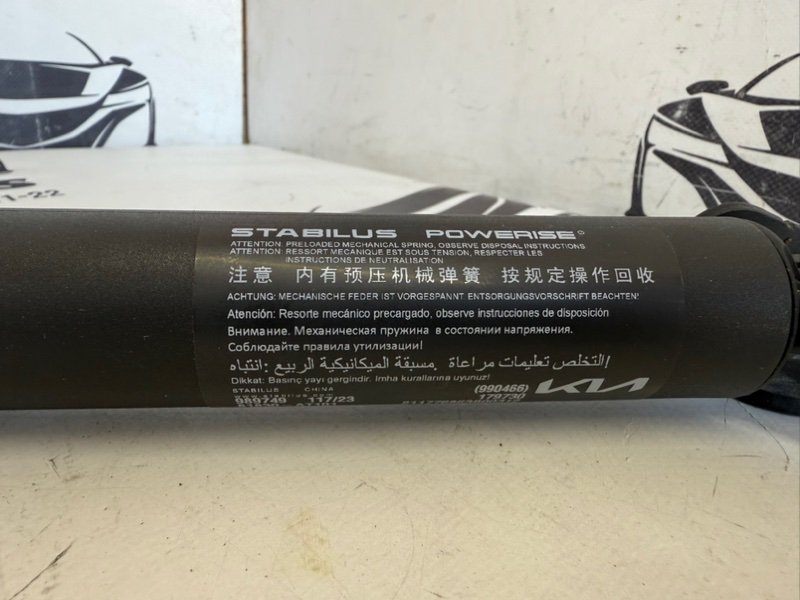 STABILUS POWERISE®
ATTENTION: PRELOADED MECHANICAL SPRING, OBSERVE DISPOSAL INSTRUCTIONS
ATTENTION: RESSORT MECANIQUE EST SOUS TENSION, RESPECTER LES
INSTRUCTIONS DE NEUTRALISATION
注意 内有预压机械弹簧 按规定操作回收
ACHTUNG: MECHANISCHE FEDER IST VORGESPANNT. ENTSORGUNGSVORSCHRIFT BEACHTEN!
Atención: Resorte mecánico precargado, observe instrucciones de disposición
Внимание. Механическая пружина в состоянии напряжения.
Соблюдайте правила утилизации!
التخلص تعليمات مراعاة .مسبقة الميكانيكية الربيع :انتباه!
Dikkat: Basınç yayı gergindir. Imha kurallarına uyunuz!
STABILUS CHINA
(990466) KIA
989749 117/23 179730
1-22